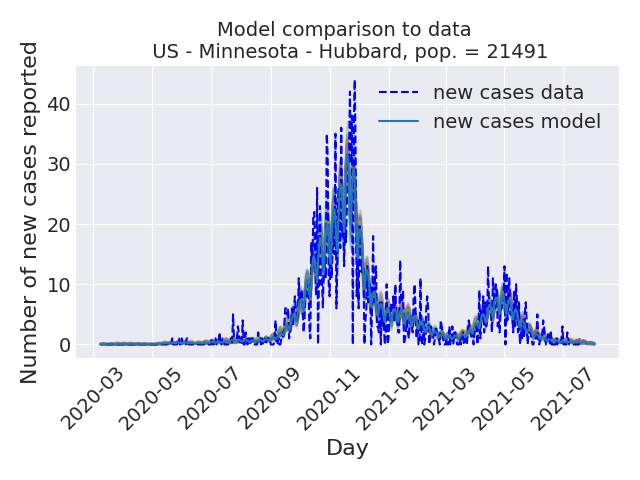 Model comparison to data
US - Minnesota - Hubbard, pop. = 21491
Number of new cases reported
40
30
20
10
0
new cases data
new cases model
2020-03
2020-05
2020-07
2020-09
2020-11
2021-01
2021-03
2021-05
2021-07
Day